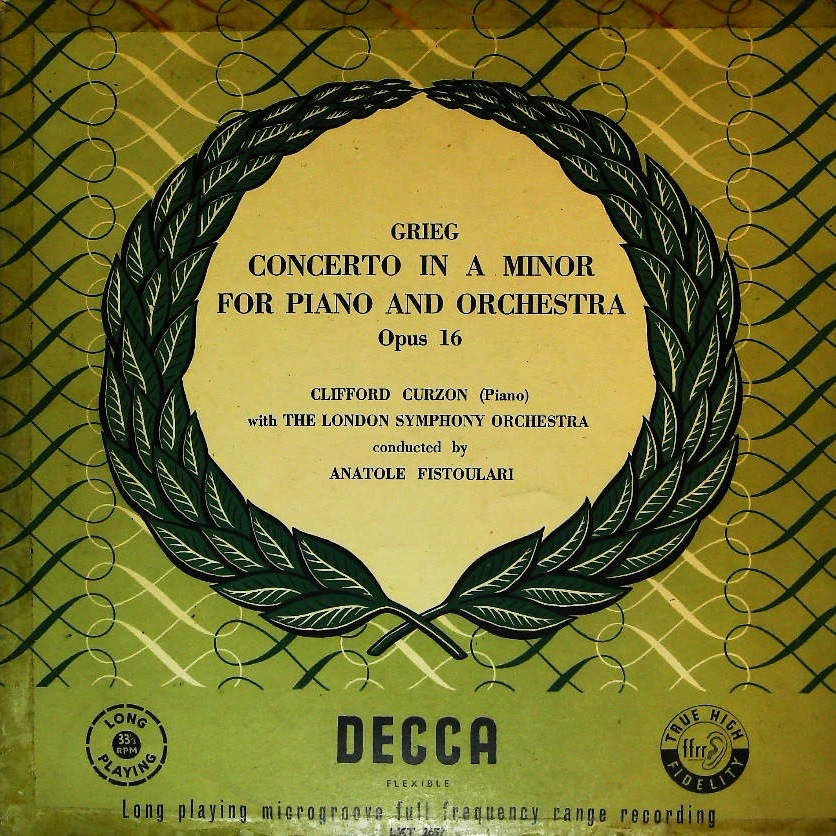 GRIEG
CONCERTO IN A MINOR
FOR PIANO AND ORCHESTRA
Opus 16
CLIFFORD CURZON (Piano)
with THE LONDON SYMPHONY ORCHESTRA
conducted by
ANATOLE FISTOULARI
LONG
33⅓
RPM
PLAYING
DECCA
FLEXIBLE
TRUE HIGH
ffrr
FIDELITY
Long playing microgroove full frequency range recording